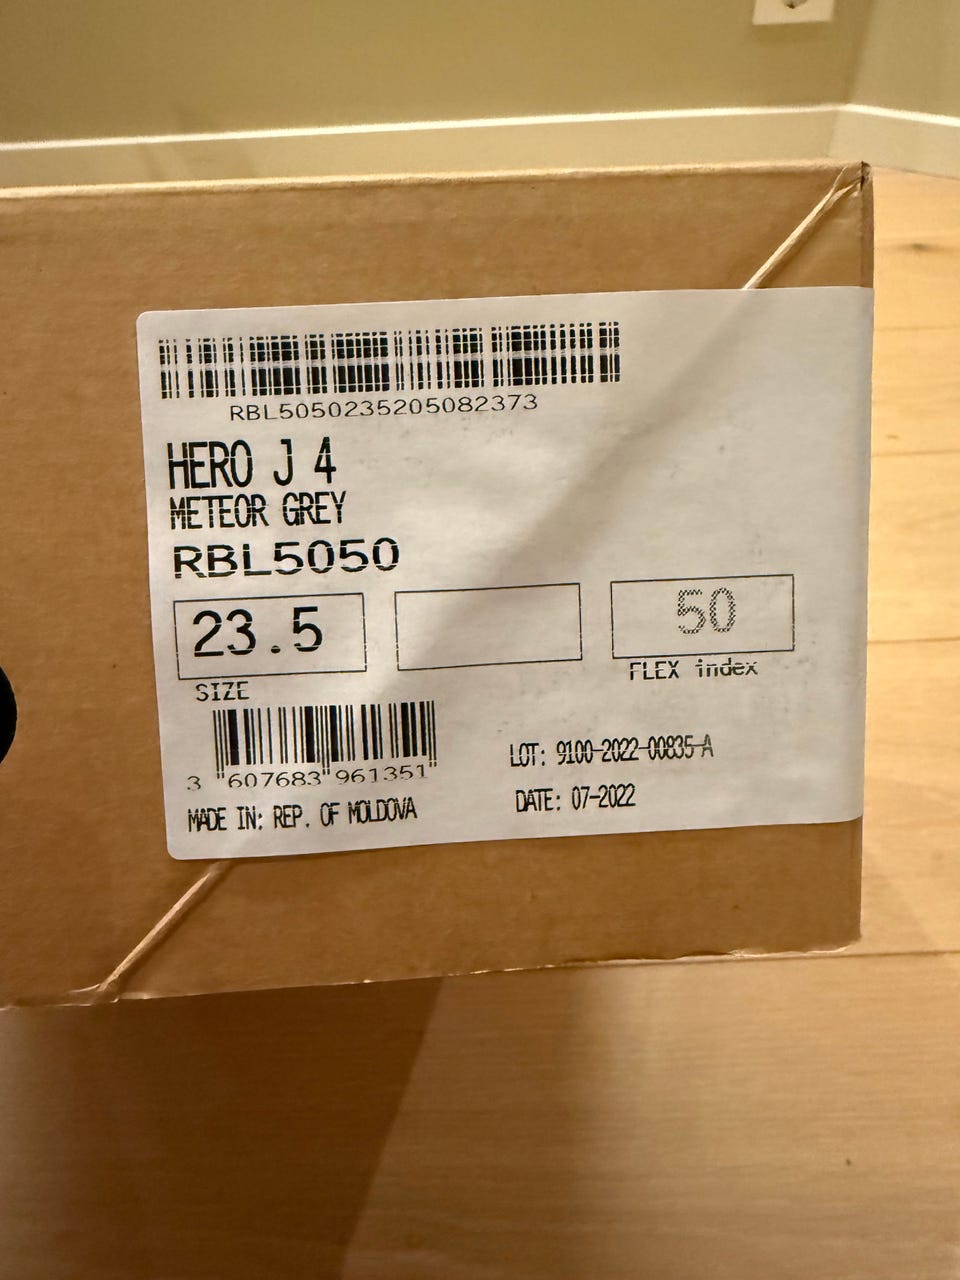 RBL5050235205082373
HERO J 4
METEOR GREY
RBL5050
23.5
50
SIZE
FLEX index
3 "607683"961351"
LOT: 9100-2022-00835-A
MADE IN: REP. OF MOLDOVA
DATE: 07-2022